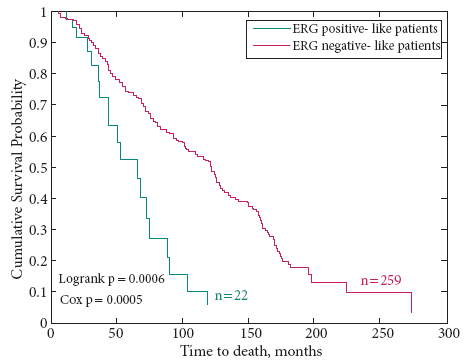 ERG positive- like patients
ERG negative- like patients
Cumulative Survival Probability
1
0.9
0.8
0.7
0.6
0.5
0.4
0.3
0.2
0.1
0
Logrank p = 0.0006
Cox p = 0.0005
n=22
n=259
0
50
100
150
200
250
300
Time to death, months